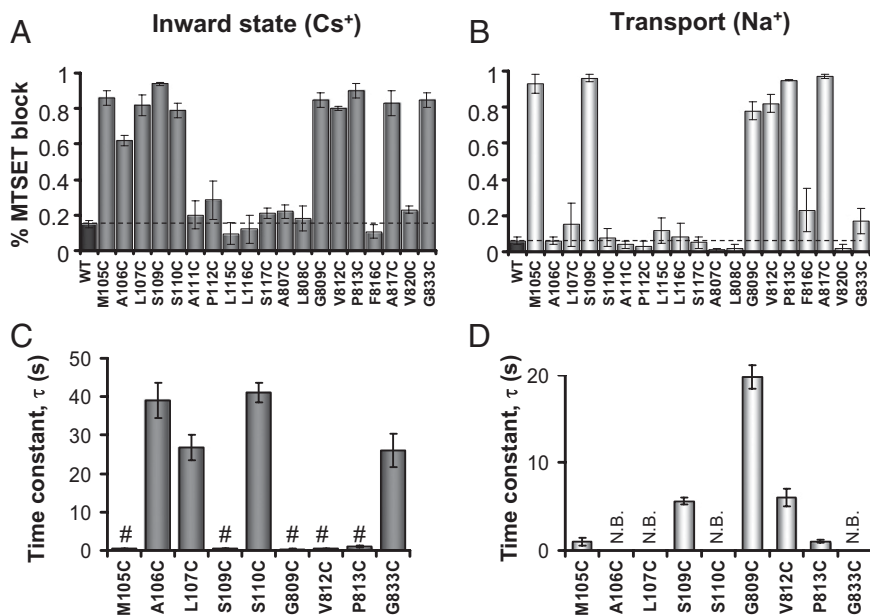 A
Inward state (Cs+)
% MTSET block
1
0.8
0.6
0.4
0.2
0
WT
M105C
A106C
L107C
S109C
S110C
A111C
P112C
L115C
L116C
S117C
A807C
L808C
G809C
V812C
P813C
F816C
A817C
V820C
G833C
B
Transport (Na+)
1
0.8
0.6
0.4
0.2
0
WT
M105C
A106C
L107C
S109C
S110C
A111C
P112C
L115C
L116C
S117C
A807C
L808C
G809C
V812C
P813C
F816C
A817C
V820C
G833C
C
Time constant, τ (s)
50
40
30
20
10
0
#
#
#
#
#
M105C
A106C
L107C
S109C
S110C
G809C
V812C
P813C
G833C
D
Time constant, τ (s)
20
10
0
N.B.
N.B.
N.B.
N.B.
M105C
A106C
L107C
S109C
S110C
G809C
V812C
P813C
G833C